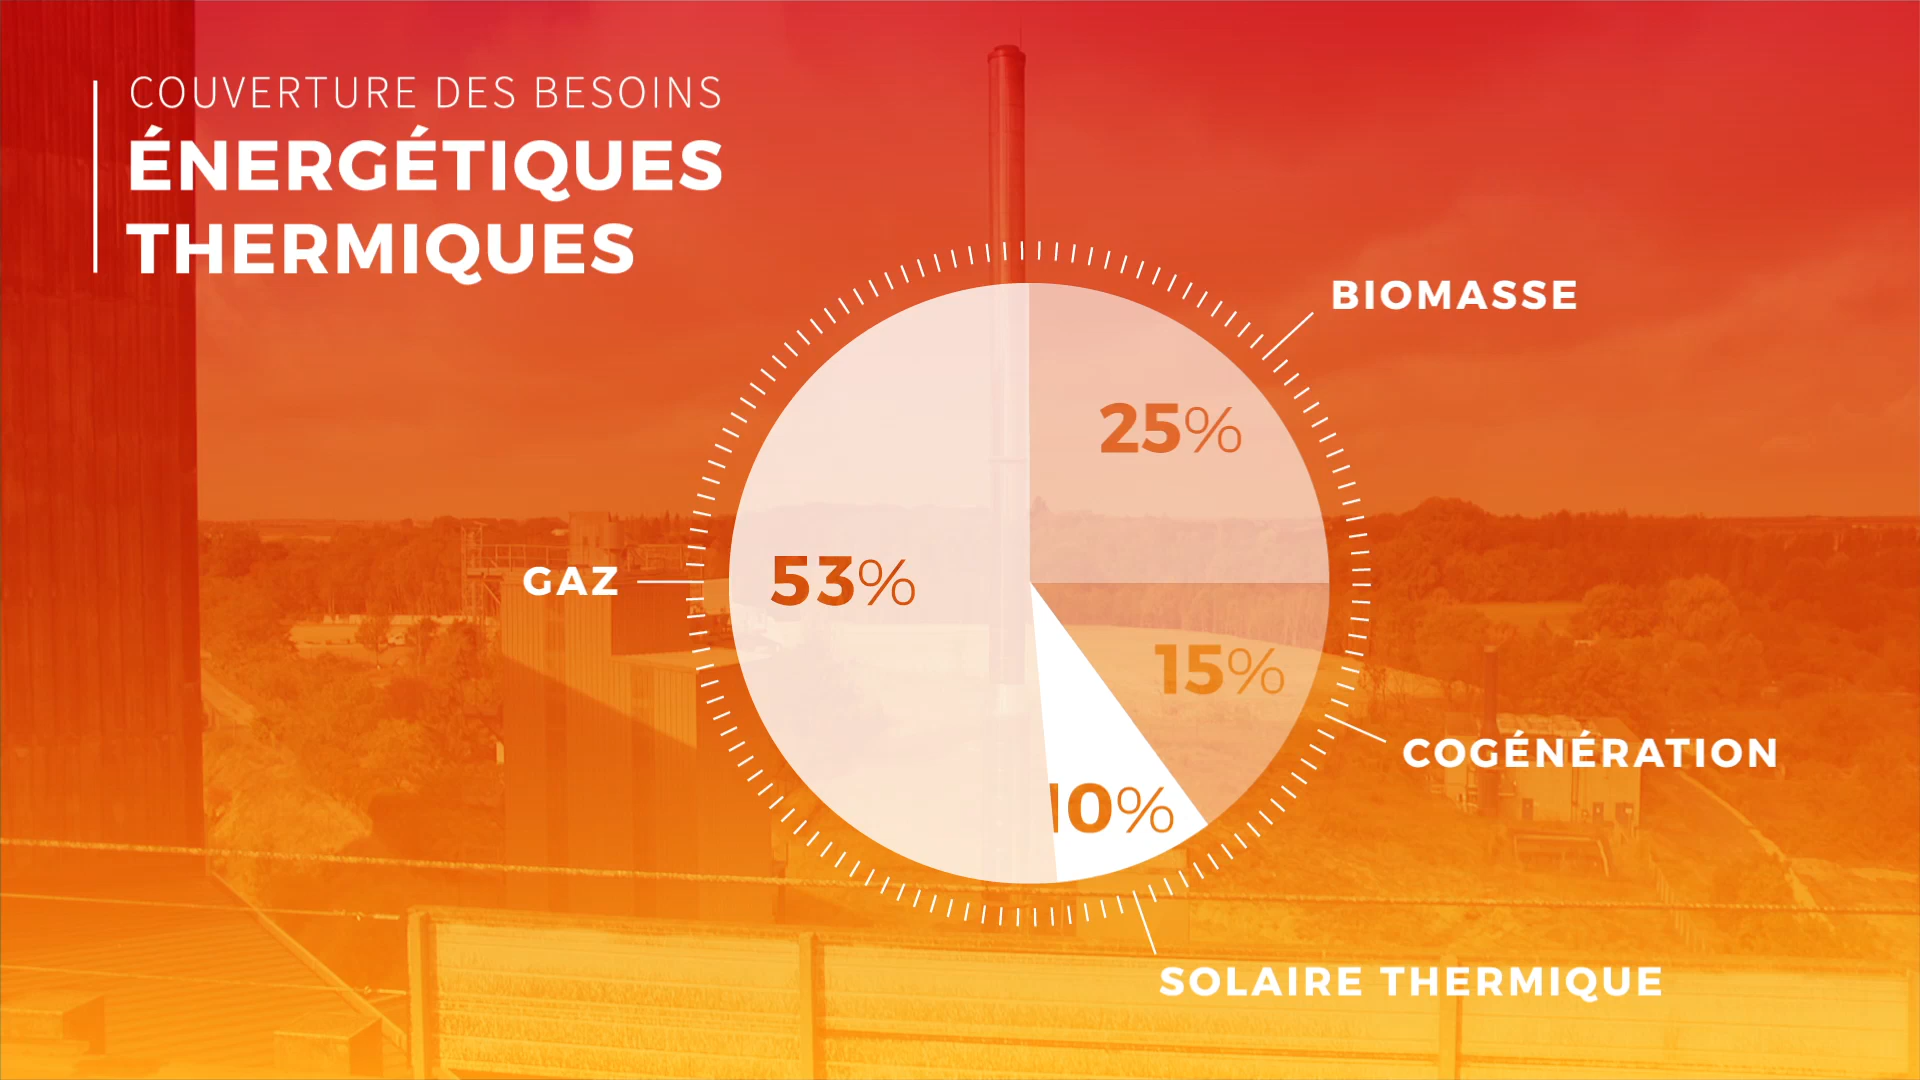 COUVERTURE DES BESOINS
ÉNERGÉTIQUES
THERMIQUES
BIOMASSE
25%
GAZ
53%
15%
COGÉNÉRATION
10%
SOLAIRE THERMIQUE